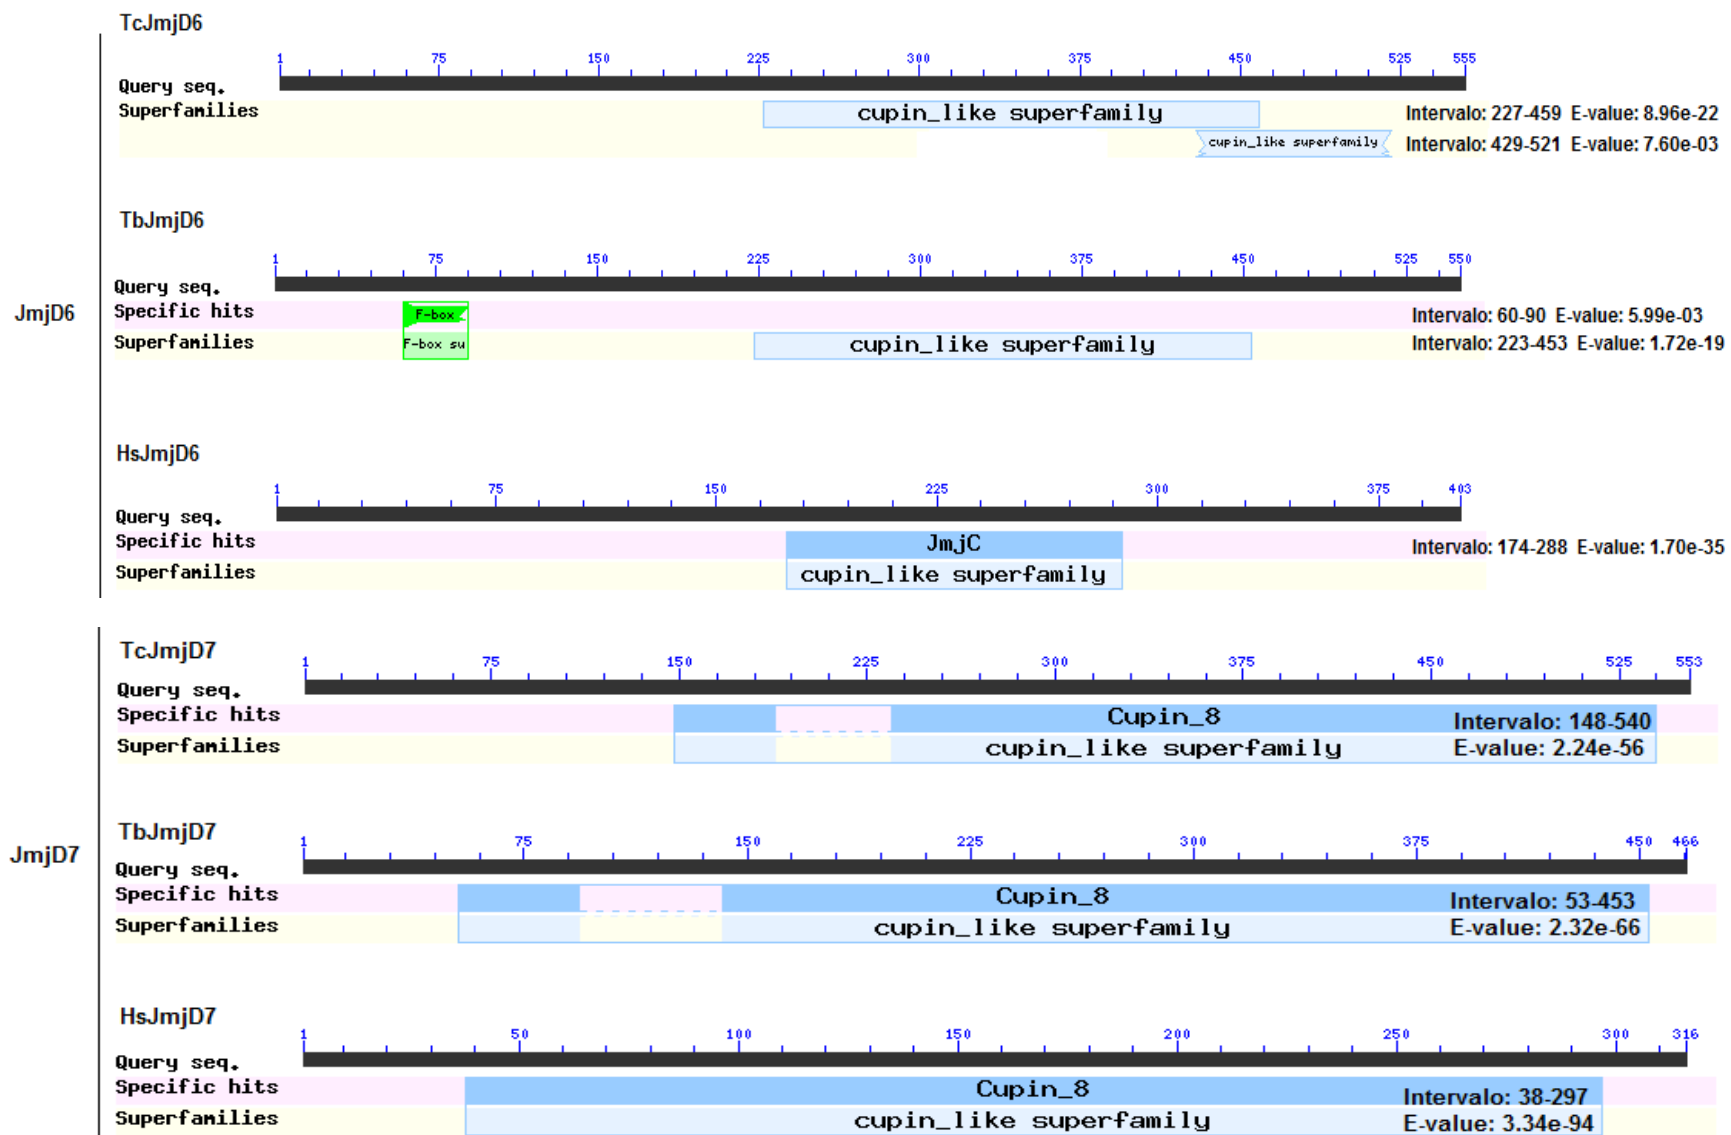 TcJmjD6
1 75 150 225 300 375 450 525 555
Query seq.
Superfamilies cupin_like superfamily Intervalo: 227-459 E-value: 8.96e-22
cupin_like superfamily Intervalo: 429-521 E-value: 7.60e-03
TbJmjD6
1 75 150 225 300 375 450 525 550
Query seq.
JmjD6
Specific hits F-box Intervalo: 60-90 E-value: 5.99e-03
Superfamilies F-box su cupin_like superfamily Intervalo: 223-453 E-value: 1.72e-19
HsJmjD6
1 75 150 225 300 375 403
Query seq.
Specific hits JmjC Intervalo: 174-288 E-value: 1.70e-35
Superfamilies cupin_like superfamily
TcJmjD7
1 75 150 225 300 375 450 525 553
Query seq.
Specific hits Cupin_8 Intervalo: 148-540
Superfamilies cupin_like superfamily E-value: 2.24e-56
TbJmjD7
1 75 150 225 300 375 450 466
JmjD7
Query seq.
Specific hits Cupin_8 Intervalo: 53-453
Superfamilies cupin_like superfamily E-value: 2.32e-66
HsJmjD7
1 50 100 150 200 250 300 316
Query seq.
Specific hits Cupin_8 Intervalo: 38-297
Superfamilies cupin_like superfamily E-value: 3.34e-94